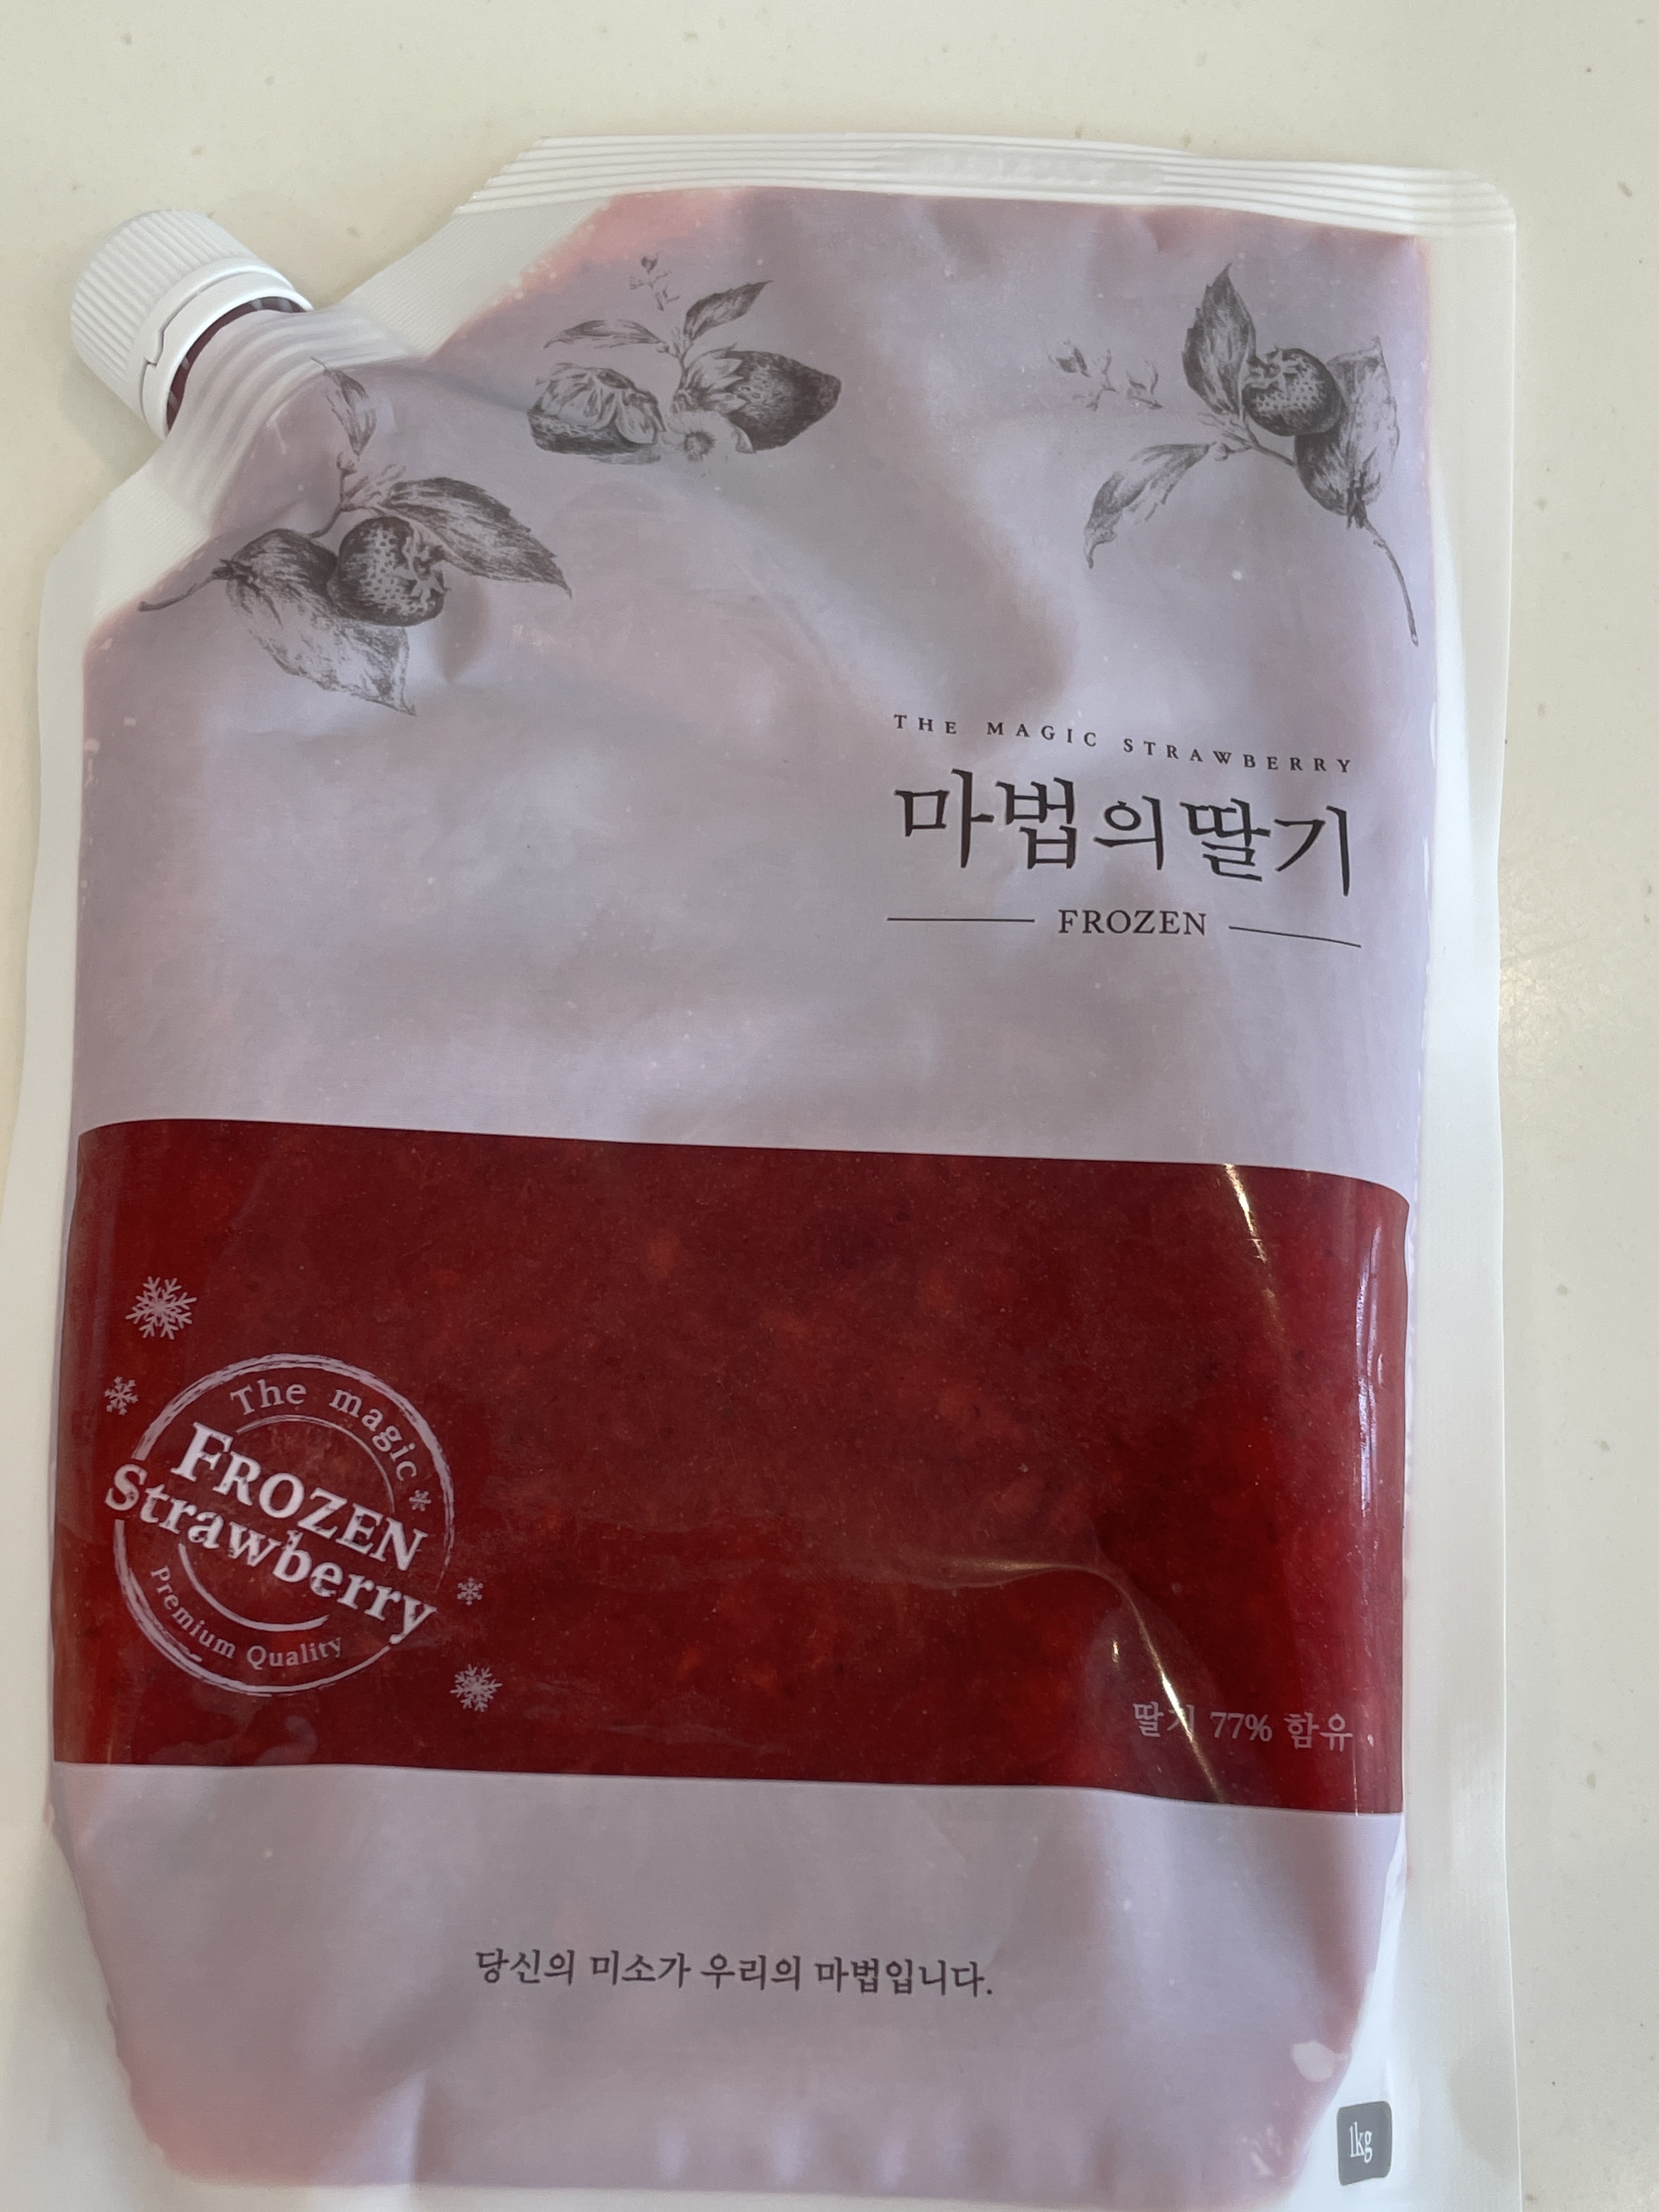 THE MAGIC STRAWBERRY
마법의딸기
FROZEN
The magic
FROZEN
Strawberry
Premium Quality
딸기 77% 함유
당신의 미소가 우리의 마법입니다.
1kg